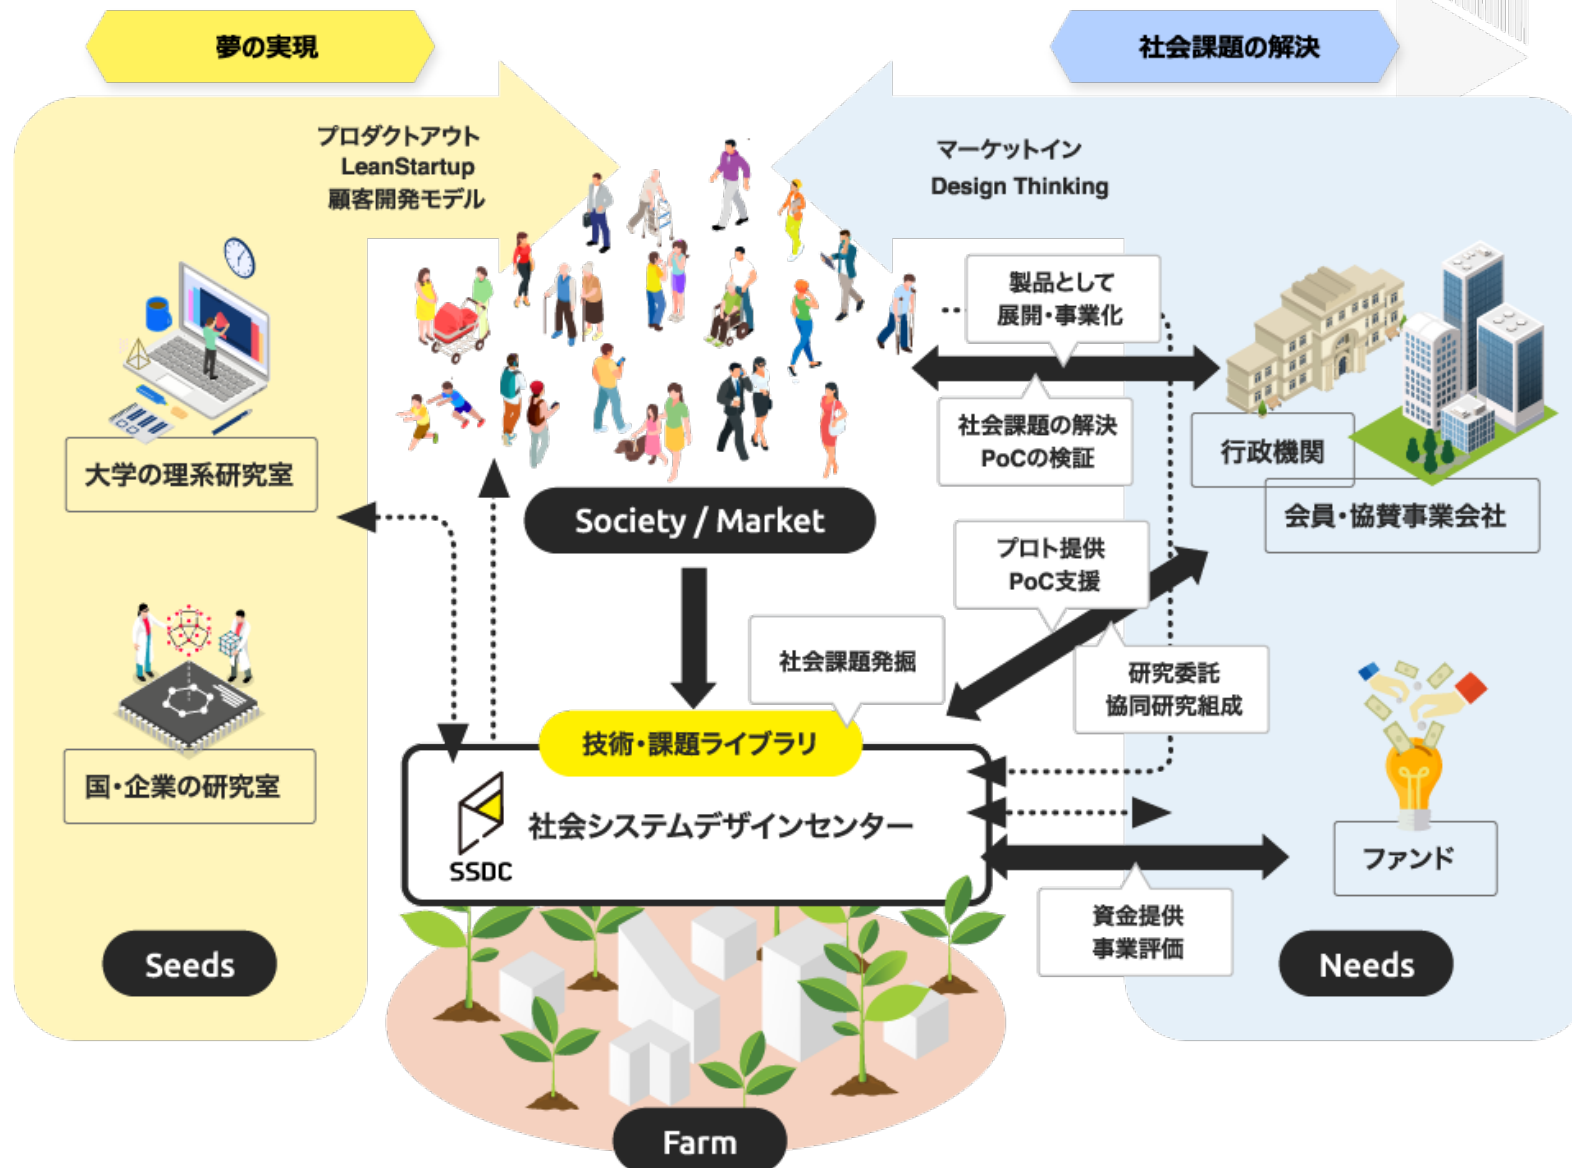 夢の実現
社会課題の解決
プロダクトアウト
LeanStartup
顧客開発モデル
マーケットイン
Design Thinking
製品として
展開・事業化
社会課題の解決
PoCの検証
行政機関
会員・協賛事業会社
大学の理系研究室
Society / Market
プロト提供
PoC支援
社会課題発掘
研究委託
協同研究組成
技術・課題ライブラリ
国・企業の研究室
社会システムデザインセンター
SSDC
ファンド
資金提供
事業評価
Seeds
Needs
Farm